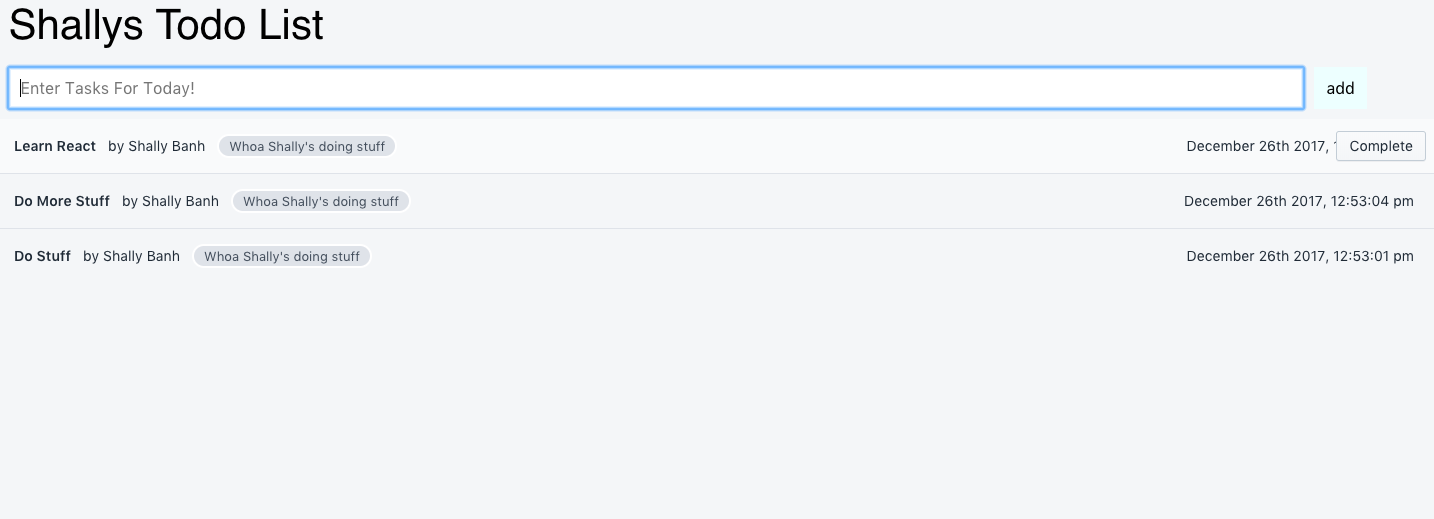 Shallys Todo List
Enter Tasks For Today! add
Learn React by Shally Banh Whoa Shally's doing stuff December 26th 2017, Complete
Do More Stuff by Shally Banh Whoa Shally's doing stuff December 26th 2017, 12:53:04 pm
Do Stuff by Shally Banh Whoa Shally's doing stuff December 26th 2017, 12:53:01 pm